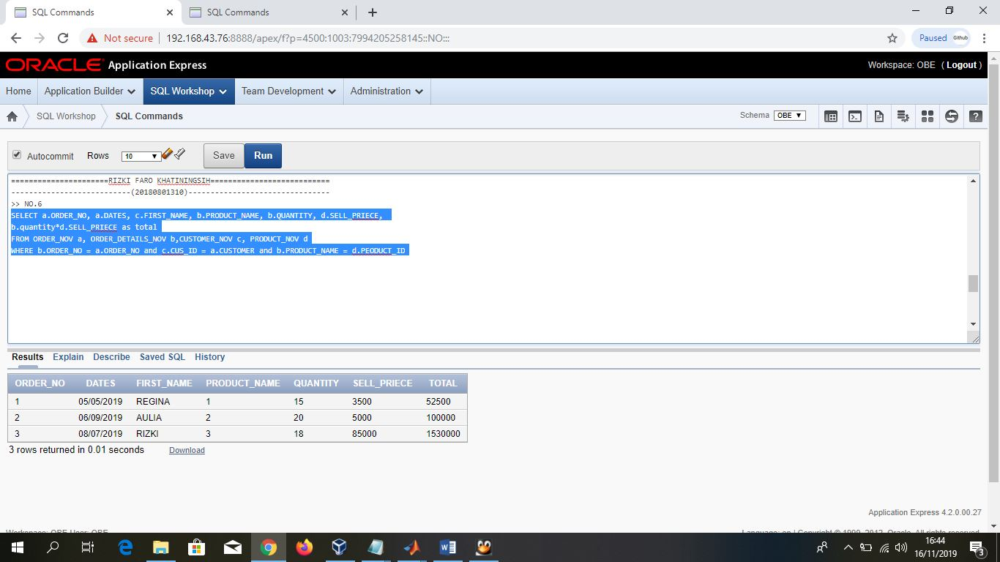 SQL Commands
SQL Commands
Not secure 192.168.43.76:8888/apex/f?p=4500:1003:7994205258145::NO:::
Paused Github
ORACLE Application Express
Workspace: OBE ( Logout )
Home Application Builder SQL Workshop Team Development Administration
SQL Workshop SQL Commands Schema OBE
Autocommit Rows 10 Save Run
======================RIZKI FARO KHATININGSIH===========================
---------------------------(20180801310)--------------------------------
>> NO.6
SELECT a.ORDER_NO, a.DATES, c.FIRST_NAME, b.PRODUCT_NAME, b.QUANTITY, d.SELL_PRIECE,
b.quantity*d.SELL_PRIECE as total
FROM ORDER_NOV a, ORDER_DETAILS_NOV b,CUSTOMER_NOV c, PRODUCT_NOV d
WHERE b.ORDER_NO = a.ORDER_NO and c.CUS_ID = a.CUSTOMER and b.PRODUCT_NAME = d.PEODUCT_ID
Results Explain Describe Saved SQL History
ORDER_NO DATES FIRST_NAME PRODUCT_NAME QUANTITY SELL_PRIECE TOTAL
1 05/05/2019 REGINA 1 15 3500 52500
2 06/09/2019 AULIA 2 20 5000 100000
3 08/07/2019 RIZKI 3 18 85000 1530000
3 rows returned in 0.01 seconds Download
Application Express 4.2.0.00.27
Workspace: OBE User: OBE
Language: en | Copyright © 1999, 2012, Oracle. All rights reserved.
16:44
16/11/2019
3